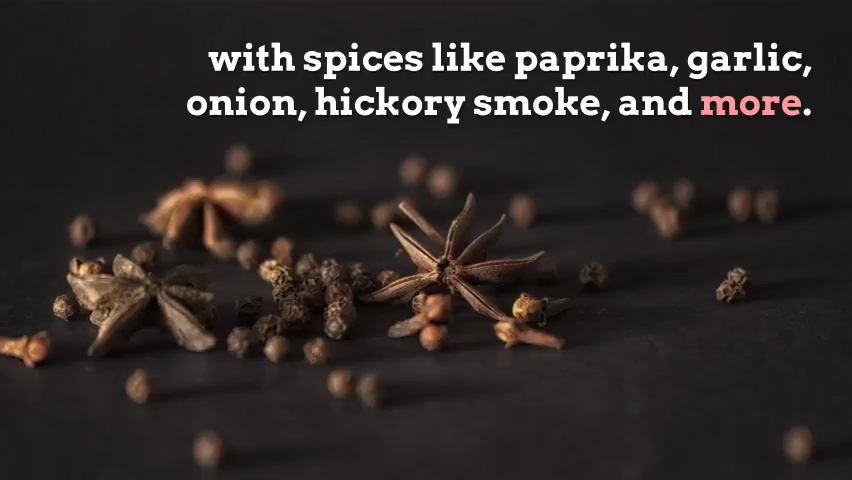 with spices like paprika, garlic,
onion, hickory smoke, and more.